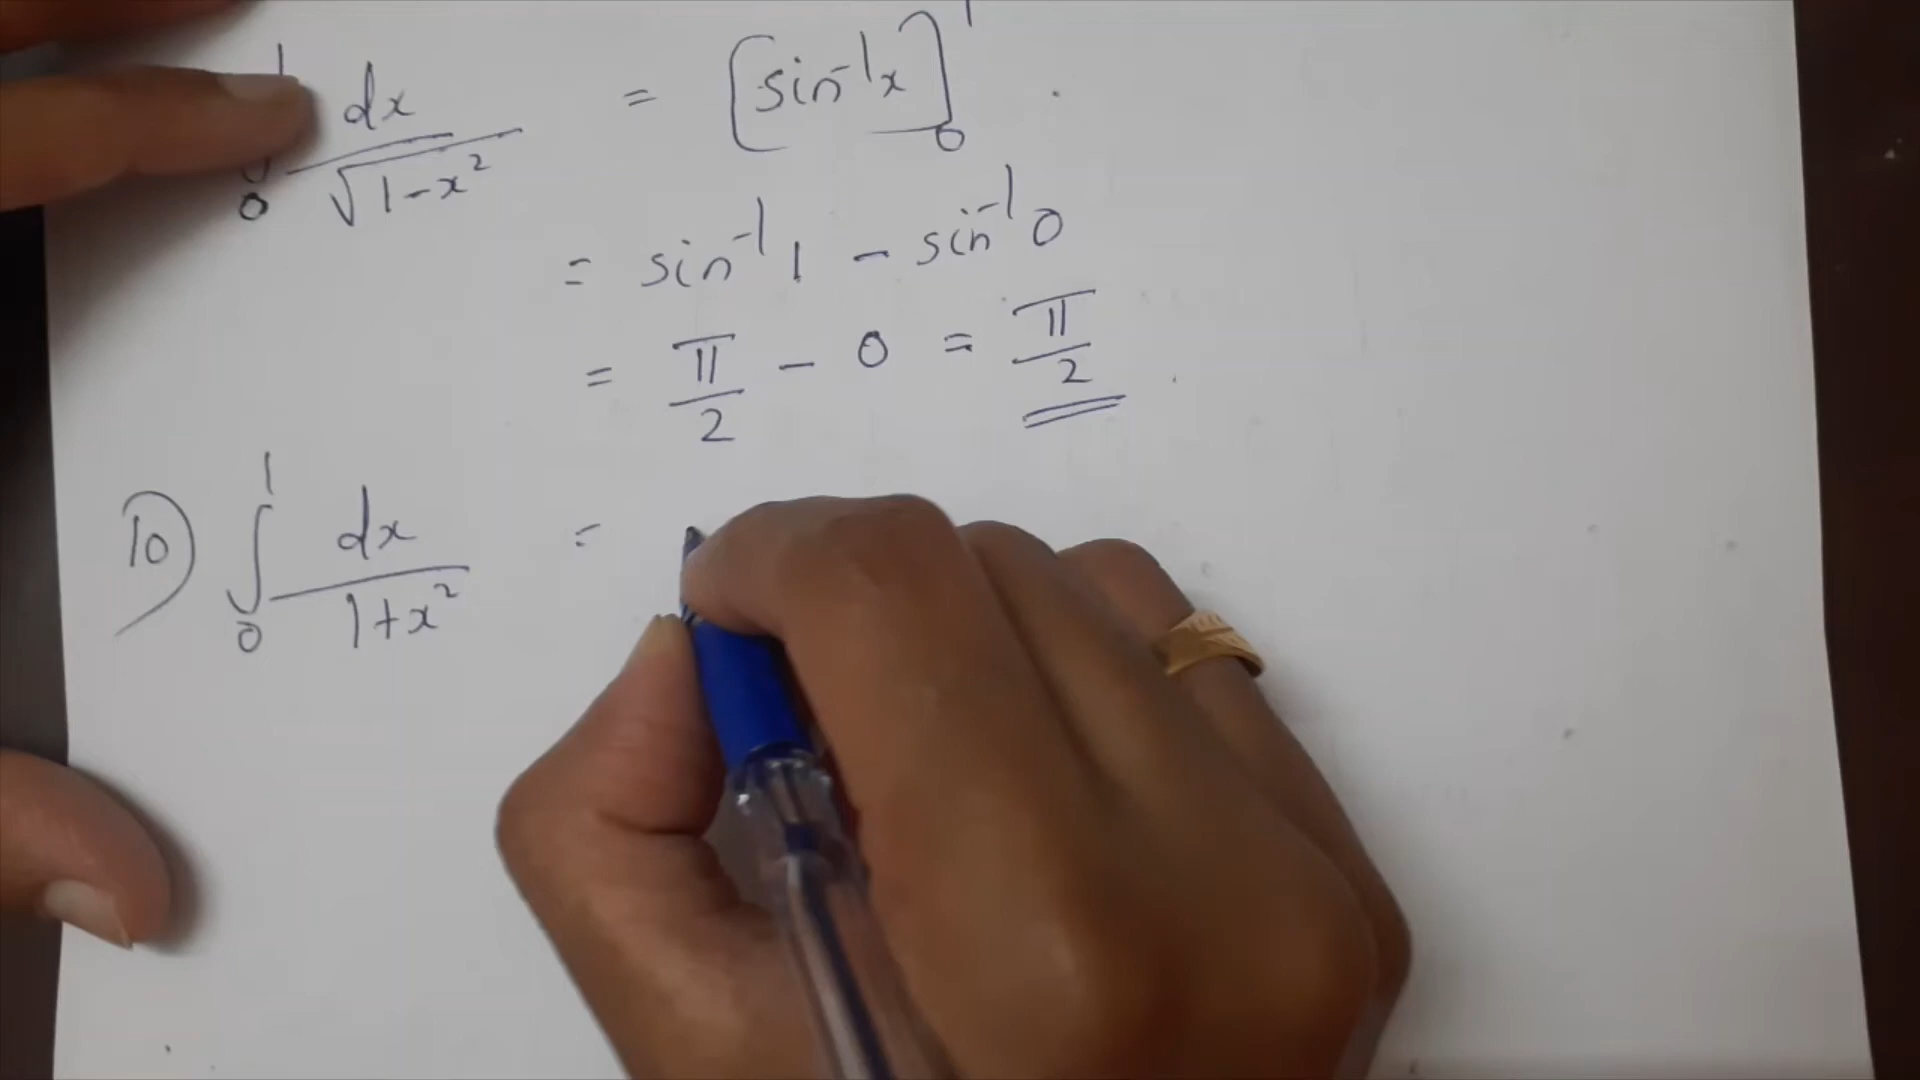 ∫₀¹ dx/√(1-x²) = [sin⁻¹x]₀¹
= sin⁻¹1 - sin⁻¹0
= π/2 - 0 = π/2
10) ∫₀¹ dx/(1+x²) =